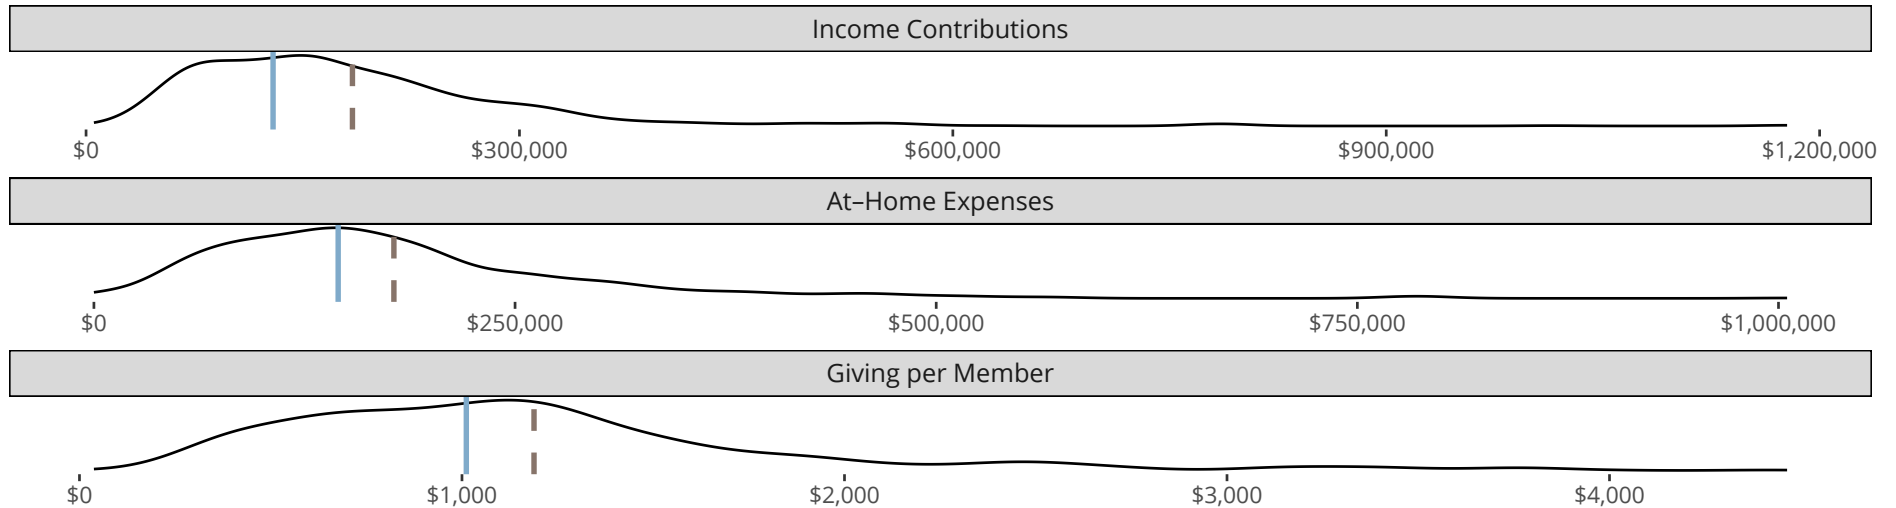 Income Contributions
$0 $300,000 $600,000 $900,000 $1,200,000
At–Home Expenses
$0 $250,000 $500,000 $750,000 $1,000,000
Giving per Member
$0 $1,000 $2,000 $3,000 $4,000